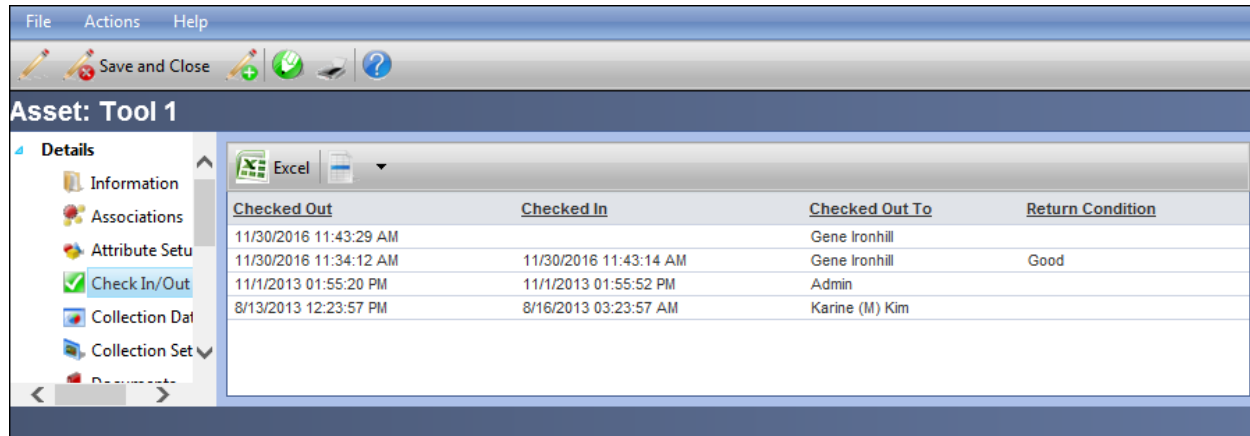 File Actions Help
Save and Close
Asset: Tool 1
Details
Information
Associations
Attribute Setu
Check In/Out
Collection Dat
Collection Set
Excel
Checked Out Checked In Checked Out To Return Condition
11/30/2016 11:43:29 AM Gene Ironhill
11/30/2016 11:34:12 AM 11/30/2016 11:43:14 AM Gene Ironhill Good
11/1/2013 01:55:20 PM 11/1/2013 01:55:52 PM Admin
8/13/2013 12:23:57 PM 8/16/2013 03:23:57 AM Karine (M) Kim